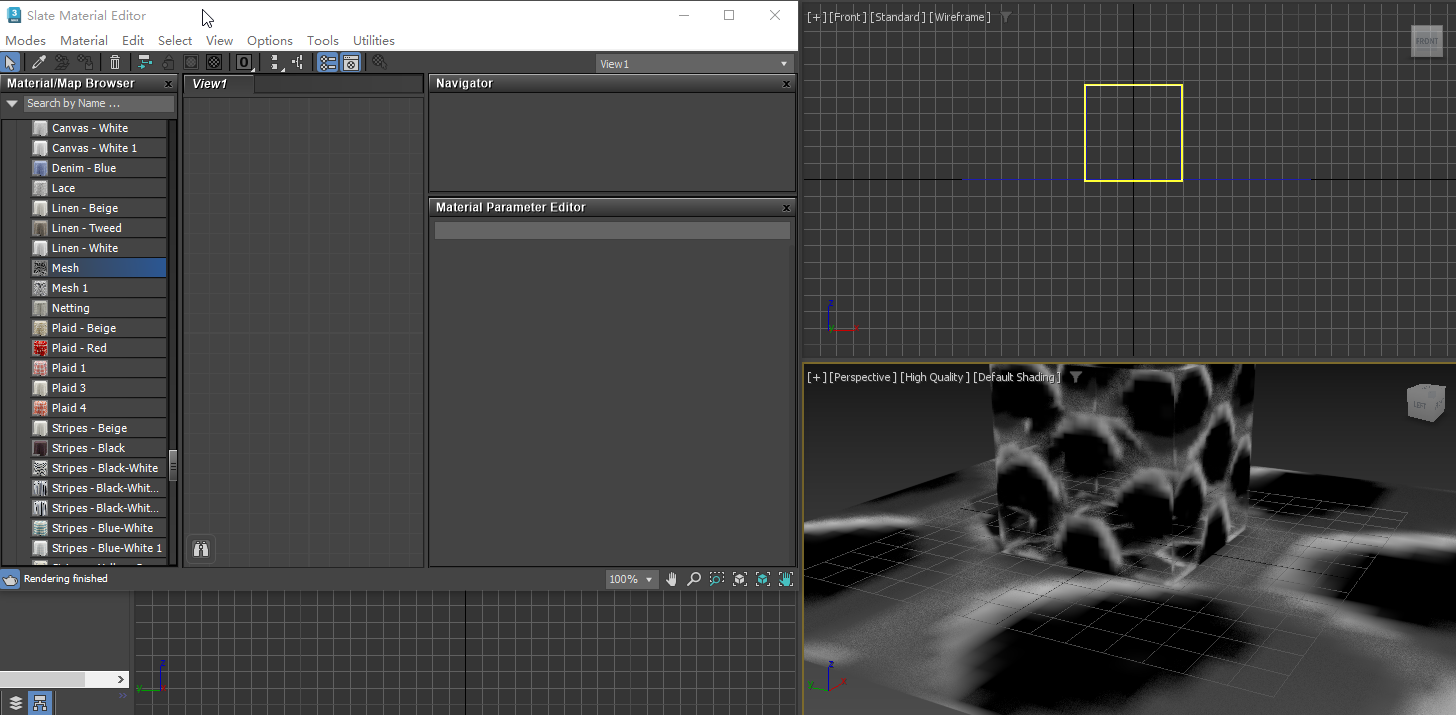 Slate Material Editor
Modes Material Edit Select View Options Tools Utilities
0
View1
Material/Map Browser x
Search by Name ...
Canvas - White
Canvas - White 1
Denim - Blue
Lace
Linen - Beige
Linen - Tweed
Linen - White
Mesh
Mesh 1
Netting
Plaid - Beige
Plaid - Red
Plaid 1
Plaid 3
Plaid 4
Stripes - Beige
Stripes - Black
Stripes - Black-White
Stripes - Black-Whit...
Stripes - Black-Whit...
Stripes - Blue-White
Stripes - Blue-White 1
View1
Navigator x
Material Parameter Editor x
Rendering finished
100%
z
y
[+] [Front] [Standard] [Wireframe]
FRONT
z
[+] [Perspective] [High Quality] [Default Shading]
LEFT
z
y
x